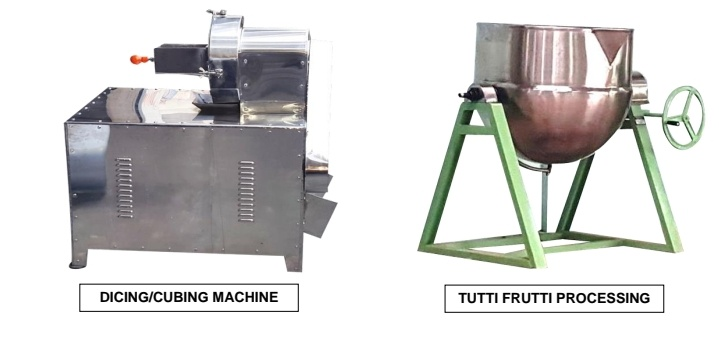 DICING/CUBING MACHINE
TUTTI FRUTTI PROCESSING